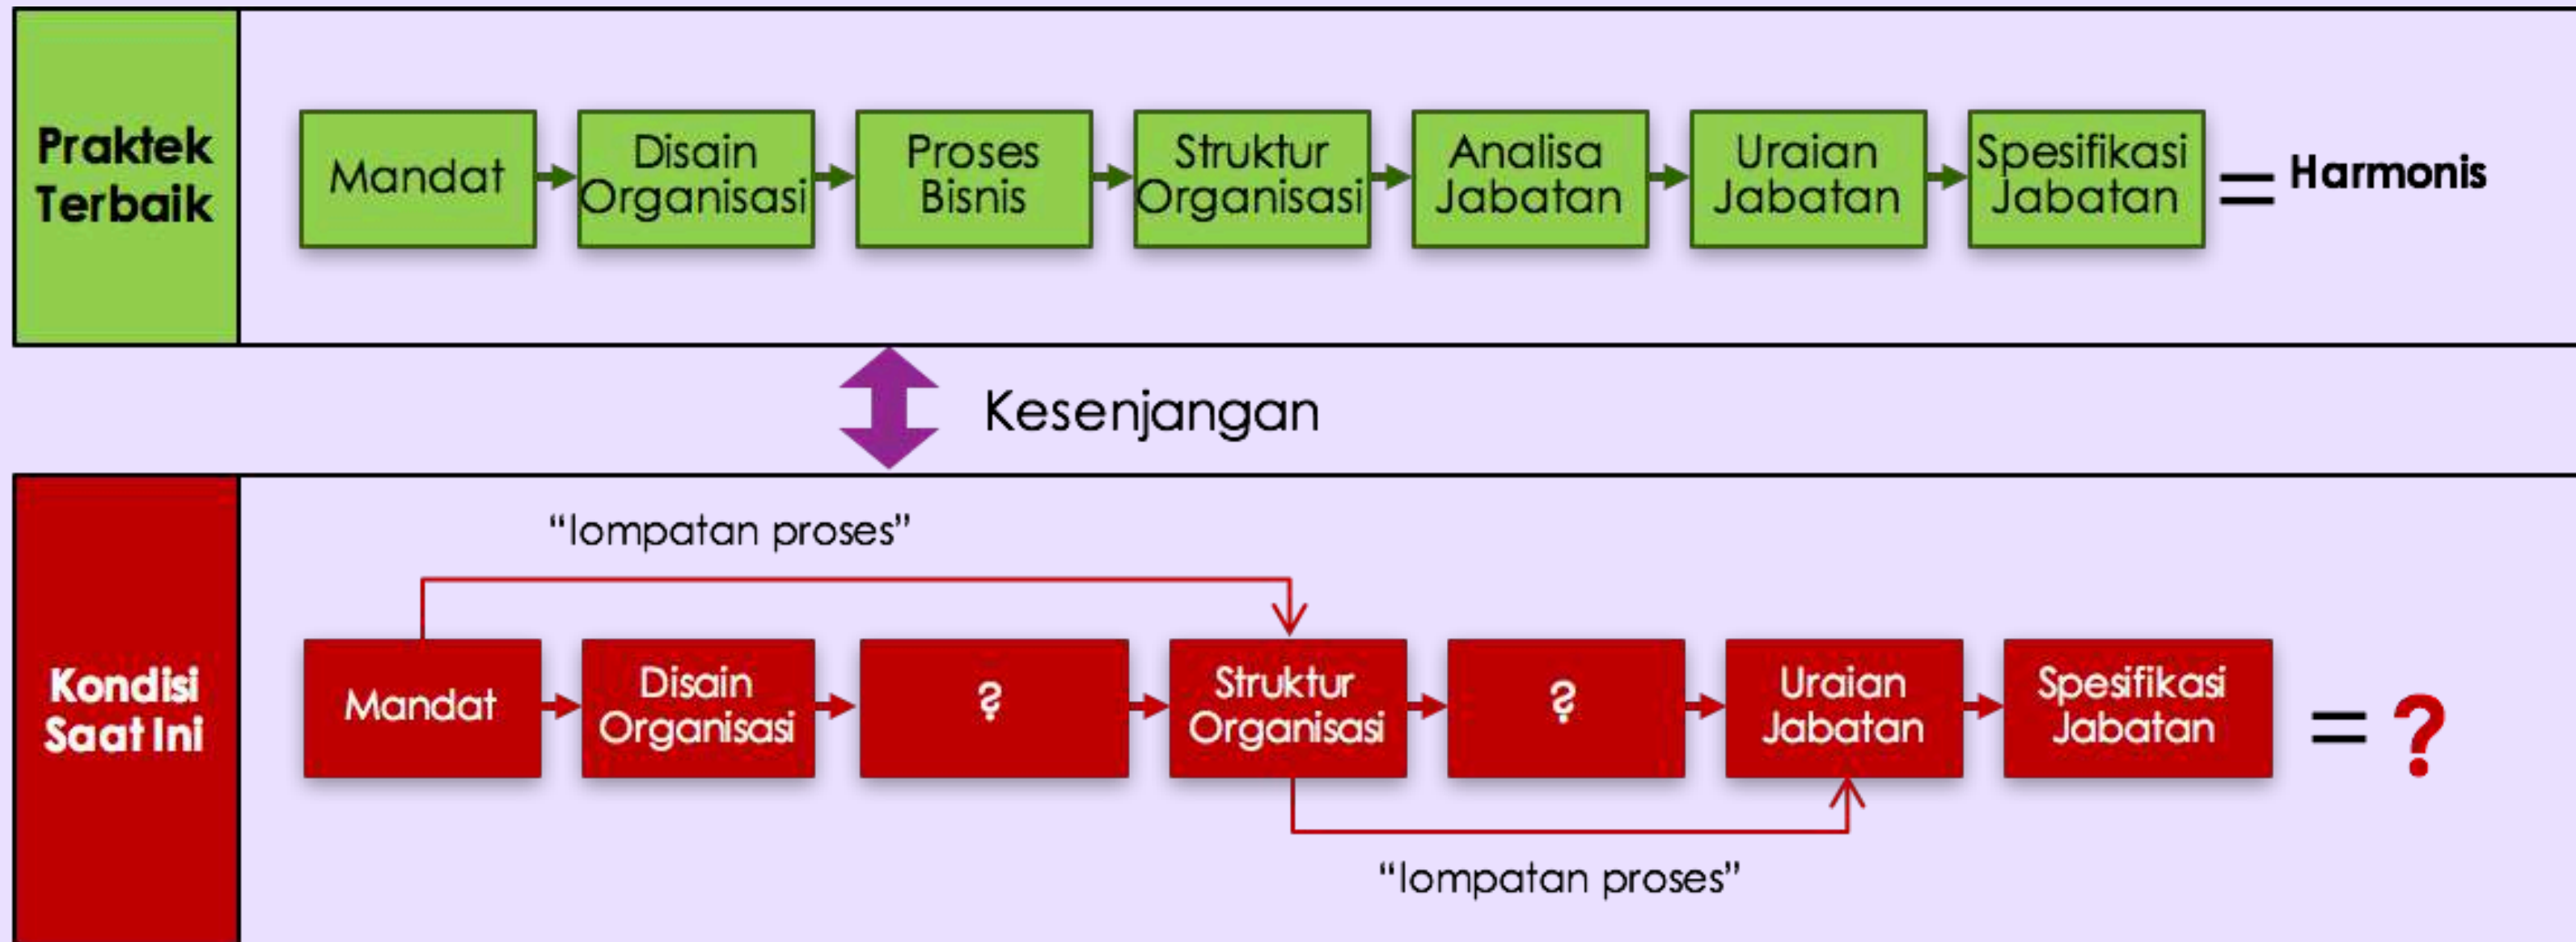 Praktek
Terbaik
Mandat
Disain
Organisasi
Proses
Bisnis
Struktur
Organisasi
Analisa
Jabatan
Uraian
Jabatan
Spesifikasi
Jabatan
= Harmonis
Kesenjangan
Kondisi
Saat Ini
“lompatan proses”
Mandat
Disain
Organisasi
?
Struktur
Organisasi
?
Uraian
Jabatan
Spesifikasi
Jabatan
= ?
“lompatan proses”